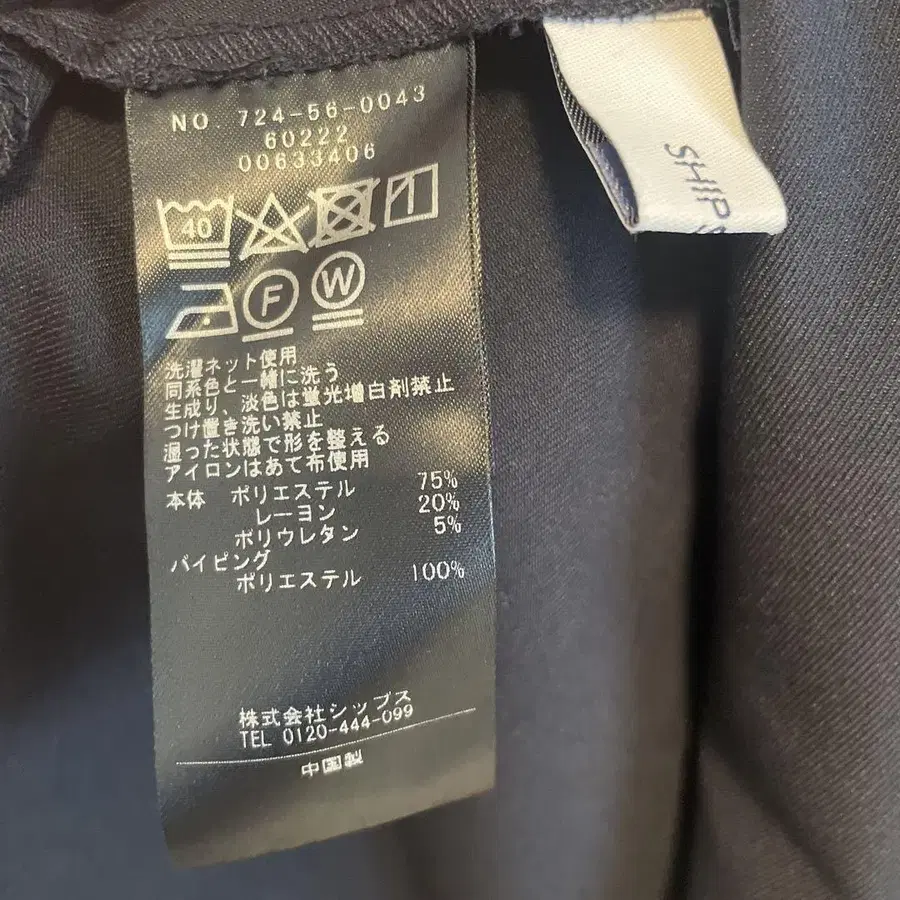 NO. 724-56-0043
60222
00633406
40
F W
洗濯ネット使用
同系色と一緒に洗う
生成り、淡色は蛍光増白剤禁止
つけ置き洗い禁止
湿った状態で形を整える
アイロンはあて布使用
本体 ポリエステル 75%
レーヨン 20%
ポリウレタン 5%
パイピング
ポリエステル 100%
株式会社シップス
TEL 0120-444-099
中国製
SHIP